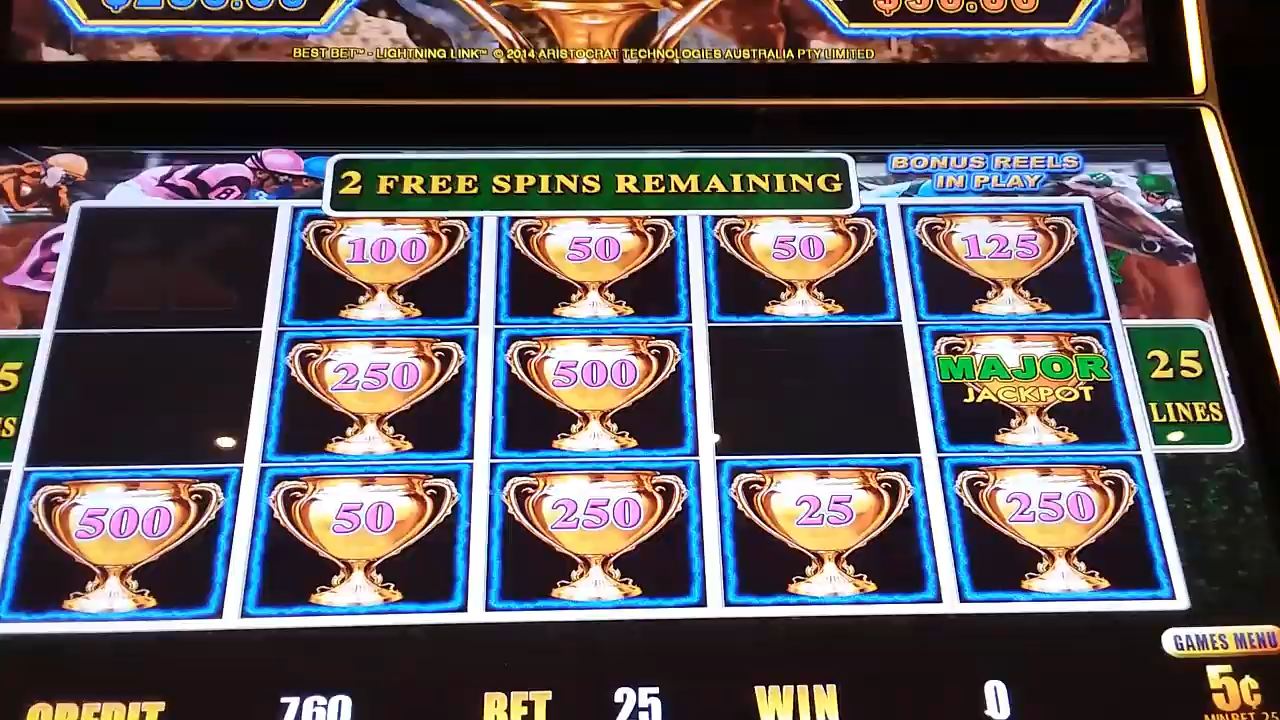 BEST BET™ - LIGHTNING LINK™ © 2014 ARISTOCRAT TECHNOLOGIES AUSTRALIA PTY LIMITED
2 FREE SPINS REMAINING
BONUS REELS
IN PLAY
100 50 50 125
250 500 MAJOR
JACKPOT
25
LINES
500 50 250 25 250
GAMES MENU
CREDIT 760 BET 25 WIN 0
5¢